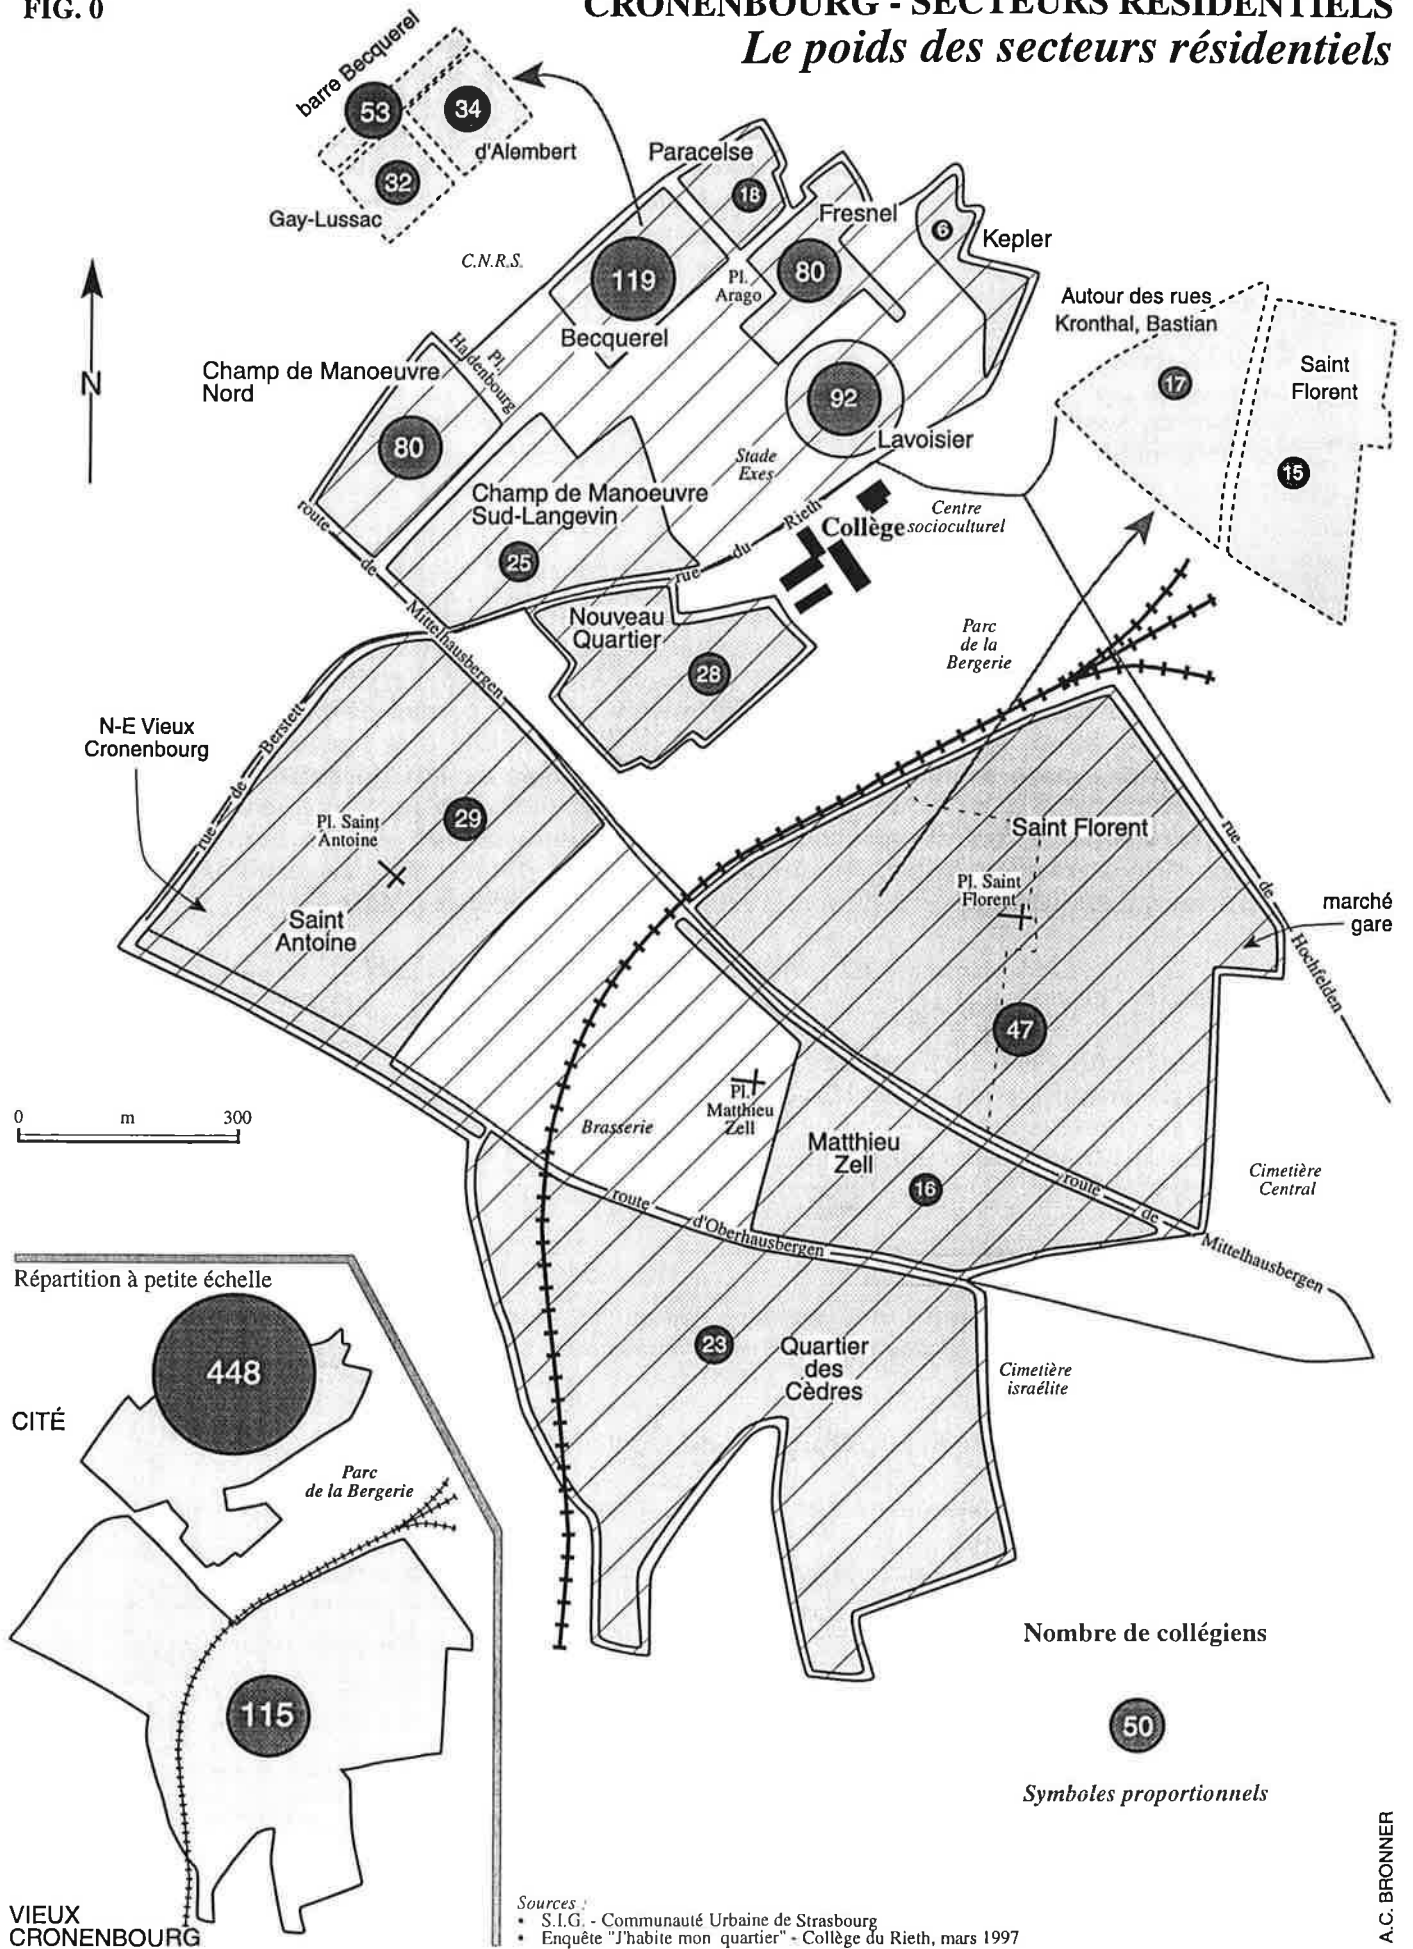 FIG. 0
CRONENBOURG - SECTEURS RÉSIDENTIELS
Le poids des secteurs résidentiels
barre Becquerel
53
34
d'Alembert
32
Gay-Lussac
Paracelse
18
Fresnel
6
Kepler
C.N.R.S.
119
Becquerel
Pl.
Arago
80
N
Autour des rues
Kronthal, Bastian
17
Saint
Florent
15
Champ de Manoeuvre
Nord
80
Pl.
Haldenbourg
92
Lavoisier
Stade
Exes
Champ de Manoeuvre
Sud-Langevin
25
Collège
Centre
socioculturel
rue du Rieth
route de Mittelhausbergen
Nouveau
Quartier
28
Parc
de la
Bergerie
N-E Vieux
Cronenbourg
rue de Berstett
Pl. Saint
Antoine
29
Saint
Antoine
Saint Florent
Pl. Saint
Florent
47
rue de Hochfelden
marché
gare
0 m 300
Brasserie
Pl.
Matthieu
Zell
Matthieu
Zell
16
route de Mittelhausbergen
route d'Oberhausbergen
Cimetière
Central
23
Quartier
des
Cèdres
Cimetière
israélite
Répartition à petite échelle
448
CITÉ
Parc
de la Bergerie
115
VIEUX
CRONENBOURG
Nombre de collégiens
50
Symboles proportionnels
Sources :
• S.I.G. - Communauté Urbaine de Strasbourg
• Enquête "J'habite mon quartier" - Collège du Rieth, mars 1997
A.C. BRONNER